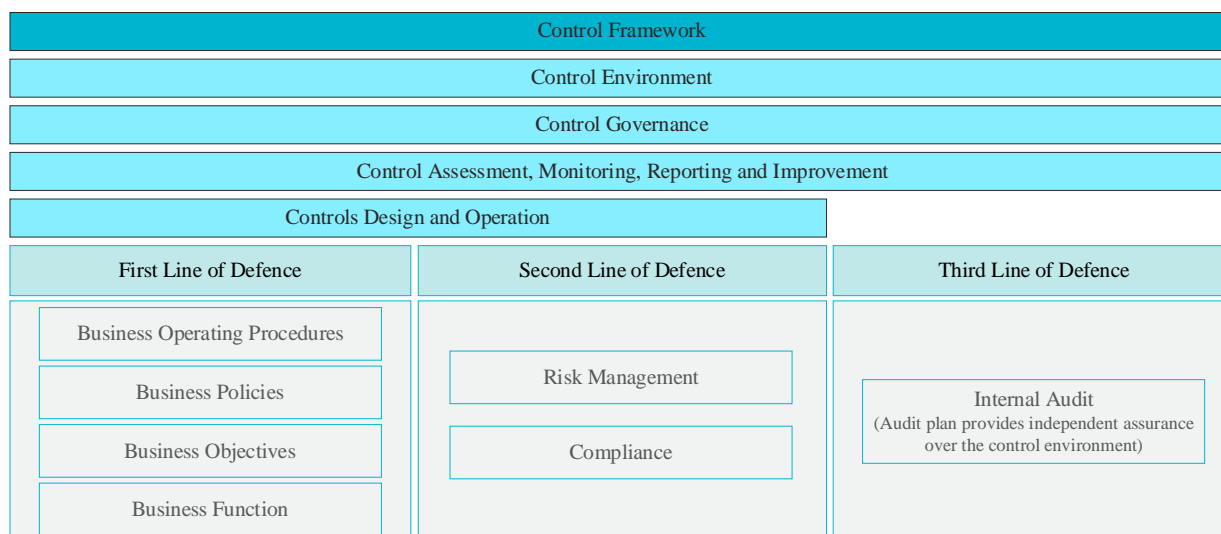 Control Framework
Control Environment
Control Governance
Control Assessment, Monitoring, Reporting and Improvement
Controls Design and Operation
First Line of Defence
Second Line of Defence
Third Line of Defence
Business Operating Procedures
Business Policies
Business Objectives
Business Function
Risk Management
Compliance
Internal Audit
(Audit plan provides independent assurance
over the control environment)